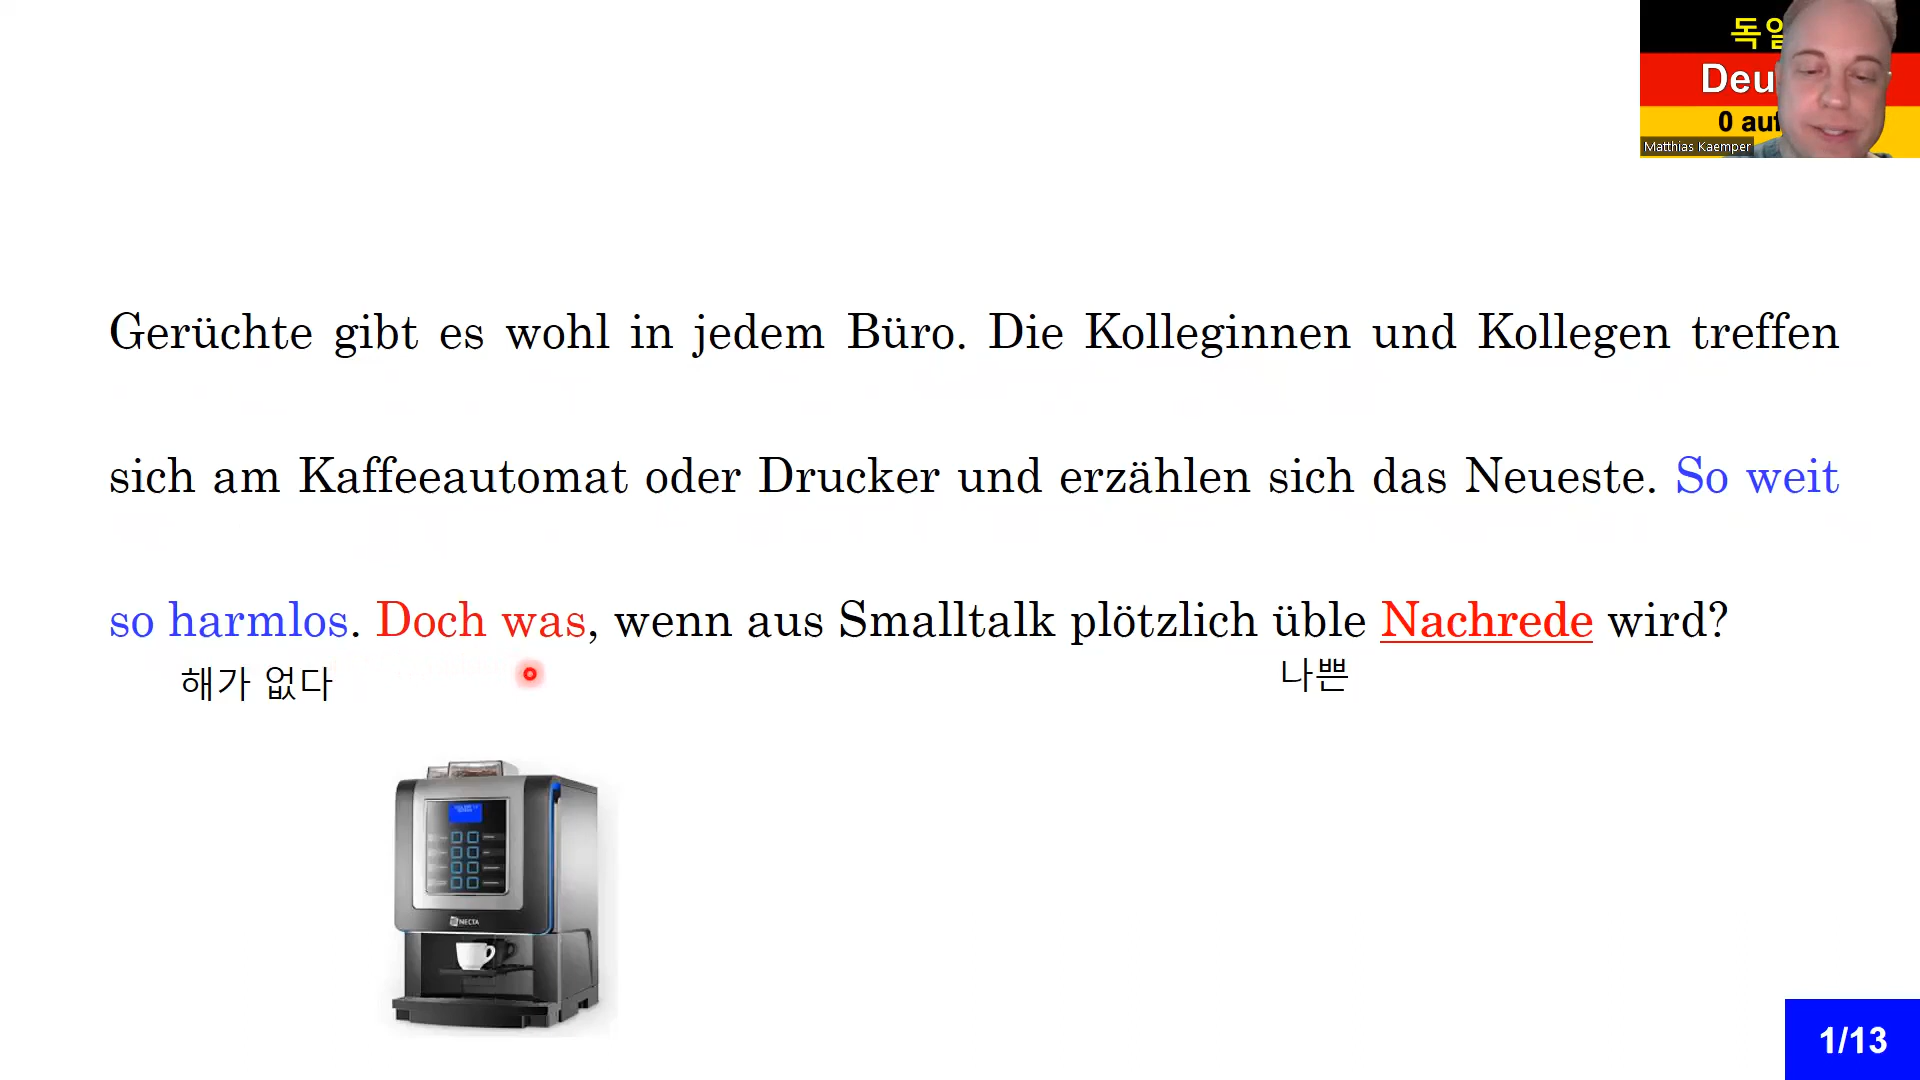 독일
Deu
0 auf
Matthias Kaemper
Gerüchte gibt es wohl in jedem Büro. Die Kolleginnen und Kollegen treffen
sich am Kaffeeautomat oder Drucker und erzählen sich das Neueste. So weit
so harmlos. Doch was, wenn aus Smalltalk plötzlich üble Nachrede wird?
해가 없다
나쁜
NECTA
1/13